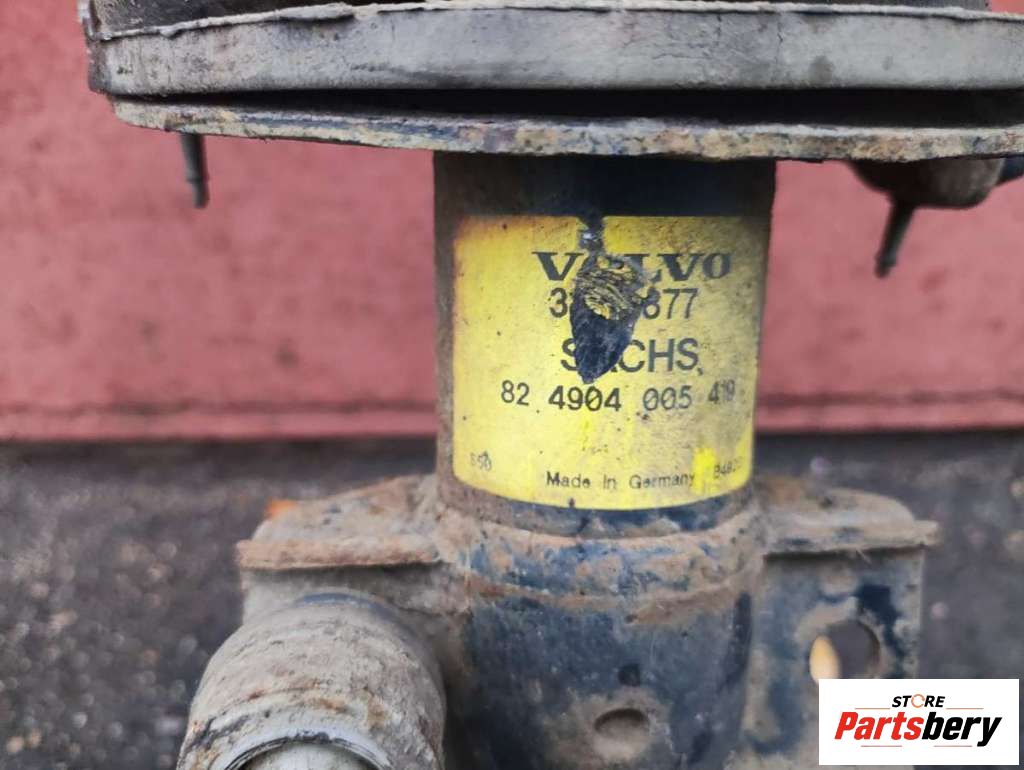 VOLVO
SACHS
82 4904 005 419
Made in Germany
STORE
Partsbery